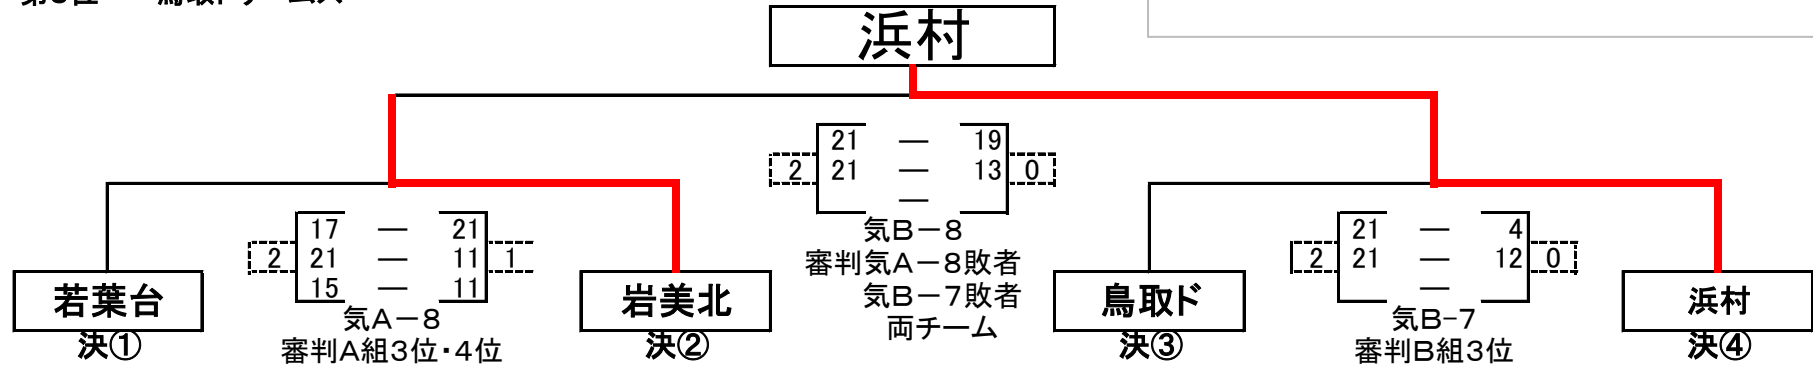 浜村
21 — 19
2 21 — 13 0
—
気B－8
審判気A－8敗者
気B－7敗者
両チーム
17 — 21
2 21 — 11 1
15 — 11
気A－8
審判A組3位・4位
21 — 4
2 21 — 12 0
—
気B-7
審判B組3位
若葉台
決①
岩美北
決②
鳥取ド
決③
浜村
決④